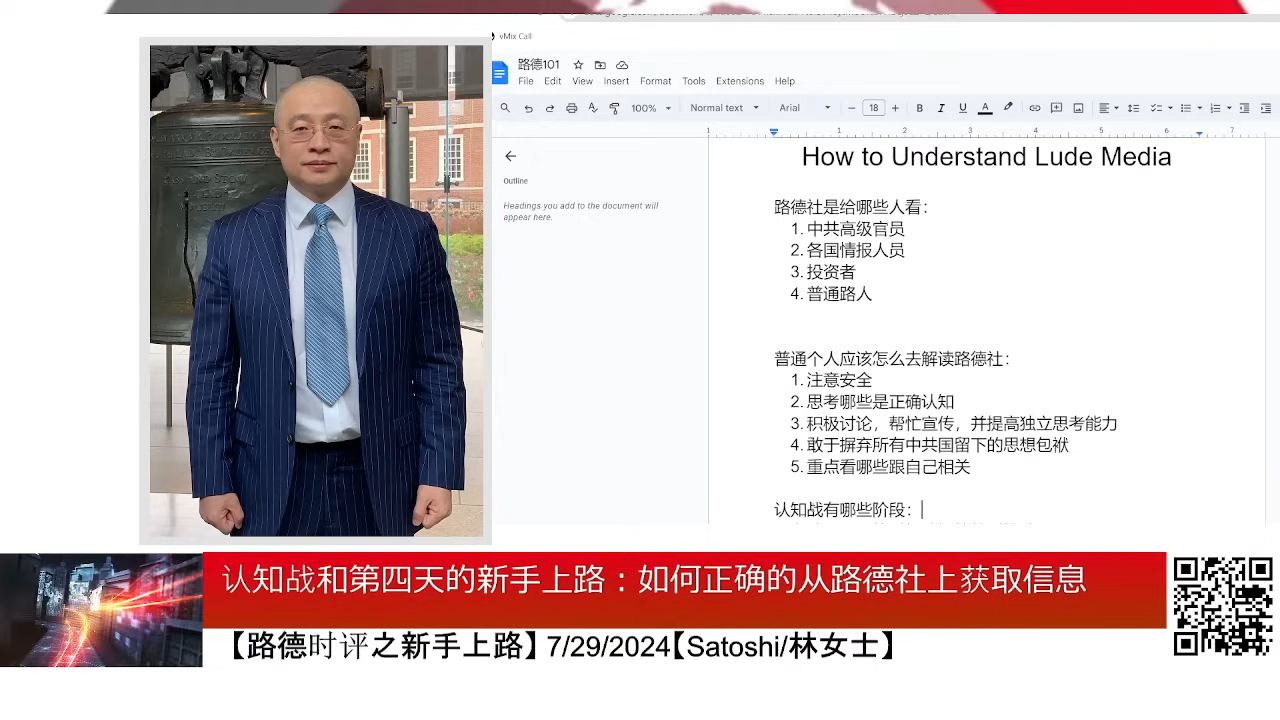 vMix Call
路德101
File Edit View Insert Format Tools Extensions Help
100% Normal text Arial 18
1 1 2 3 4 5 6 7
How to Understand Lude Media
Outline
Headings you add to the document will
appear here.
路德社是给哪些人看：
1. 中共高级官员
2. 各国情报人员
3. 投资者
4. 普通路人
普通个人应该怎么去解读路德社：
1. 注意安全
2. 思考哪些是正确认知
3. 积极讨论，帮忙宣传，并提高独立思考能力
4. 敢于摒弃所有中共国留下的思想包袱
5. 重点看哪些跟自己相关
认知战有哪些阶段：
认知战和第四天的新手上路：如何正确的从路德社上获取信息
【路德时评之新手上路】7/29/2024【Satoshi/林女士】